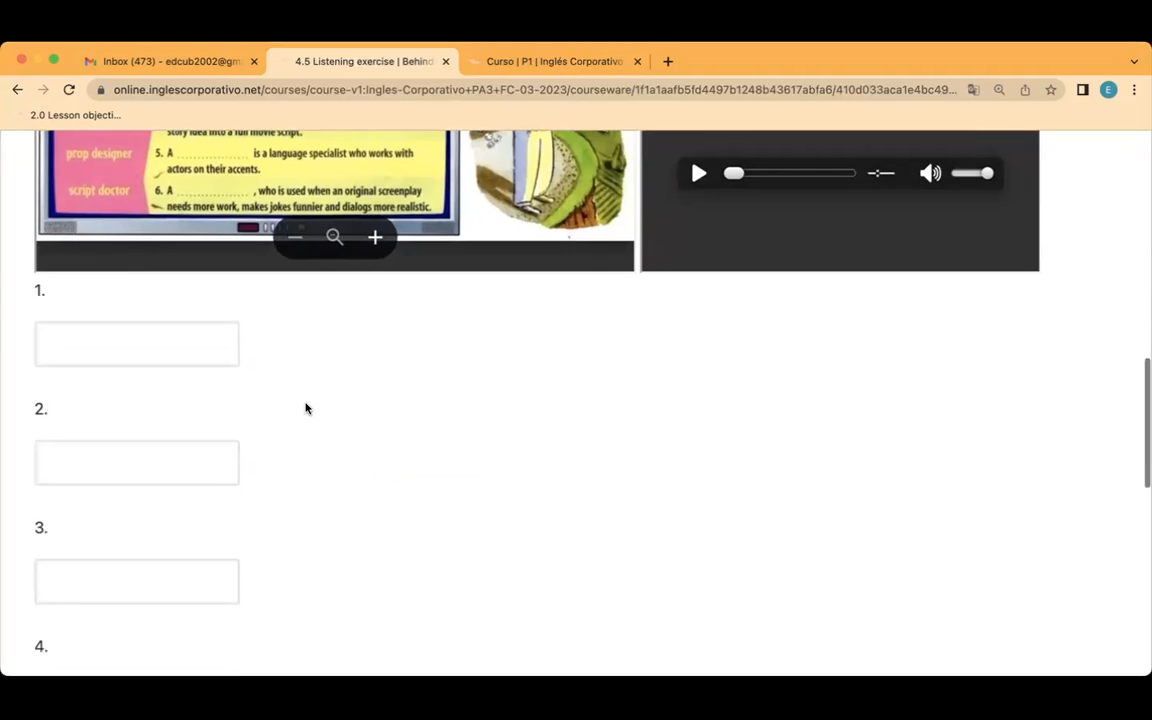 Inbox (473) - edcub2002@gm
4.5 Listening exercise | Behind
Curso | P1 | Inglés Corporativo
online.inglescorporativo.net/courses/course-v1:Ingles-Corporativo+PA3+FC-03-2023/courseware/1f1a1aafb5fd4497b1248b43617abfa6/410d033aca1e4bc49...
E
2.0 Lesson objecti...
story idea into a full movie script.
prop designer
5. A .............. is a language specialist who works with
actors on their accents.
script doctor
6. A .............. , who is used when an original screenplay
needs more work, makes jokes funnier and dialogs more realistic.
1.
2.
3.
4.